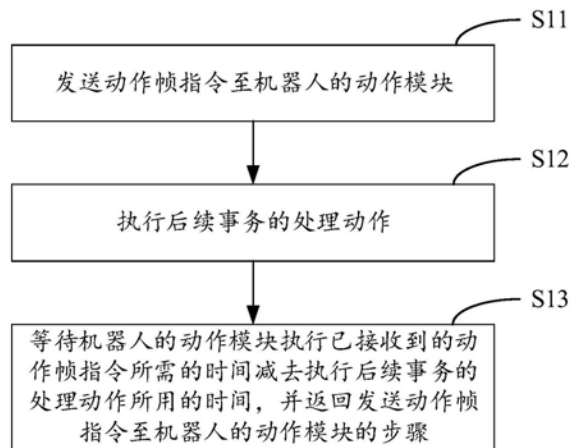 S11
发送动作帧指令至机器人的动作模块
S12
执行后续事务的处理动作
S13
等待机器人的动作模块执行已接收到的动
作帧指令所需的时间减去执行后续事务的
处理动作所用的时间，并返回发送动作帧
指令至机器人的动作模块的步骤